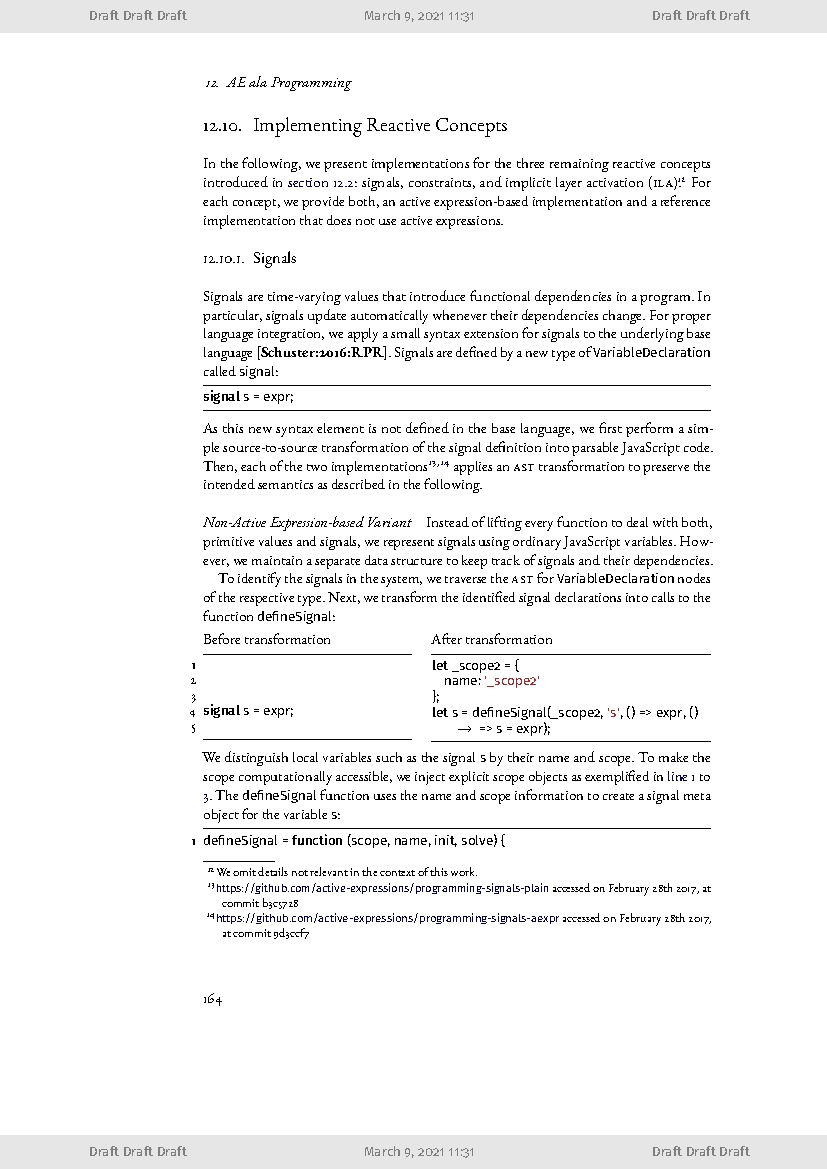 Draft Draft Draft March 9, 2021 11:31 Draft Draft Draft
12. AE ala Programming
12.10. Implementing Reactive Concepts
In the following, we present implementations for the three remaining reactive concepts
introduced in section 12.2: signals, constraints, and implicit layer activation (ILA)¹². For
each concept, we provide both, an active expression-based implementation and a reference
implementation that does not use active expressions.
12.10.1. Signals
Signals are time-varying values that introduce functional dependencies in a program. In
particular, signals update automatically whenever their dependencies change. For proper
language integration, we apply a small syntax extension for signals to the underlying base
language [Schuster:2016:RPR]. Signals are defined by a new type of VariableDeclaration
called signal:
signal s = expr;
As this new syntax element is not defined in the base language, we first perform a sim-
ple source-to-source transformation of the signal definition into parsable JavaScript code.
Then, each of the two implementations¹³,¹⁴ applies an AST transformation to preserve the
intended semantics as described in the following.
Non-Active Expression-based Variant Instead of lifting every function to deal with both,
primitive values and signals, we represent signals using ordinary JavaScript variables. How-
ever, we maintain a separate data structure to keep track of signals and their dependencies.
To identify the signals in the system, we traverse the AST for VariableDeclaration nodes
of the respective type. Next, we transform the identified signal declarations into calls to the
function defineSignal:
Before transformation After transformation
1 let _scope2 = {
2 name: '_scope2'
3 };
4 signal s = expr; let s = defineSignal(_scope2, 's', () => expr, ()
5 → => s = expr);
We distinguish local variables such as the signal s by their name and scope. To make the
scope computationally accessible, we inject explicit scope objects as exemplified in line 1 to
3. The defineSignal function uses the name and scope information to create a signal meta
object for the variable s:
1 defineSignal = function (scope, name, init, solve) {
¹² We omit details not relevant in the context of this work.
¹³ https://github.com/active-expressions/programming-signals-plain accessed on February 28th 2017, at
commit b3c5728
¹⁴ https://github.com/active-expressions/programming-signals-aexpr accessed on February 28th 2017,
at commit 9d3ccf7
164
Draft Draft Draft March 9, 2021 11:31 Draft Draft Draft